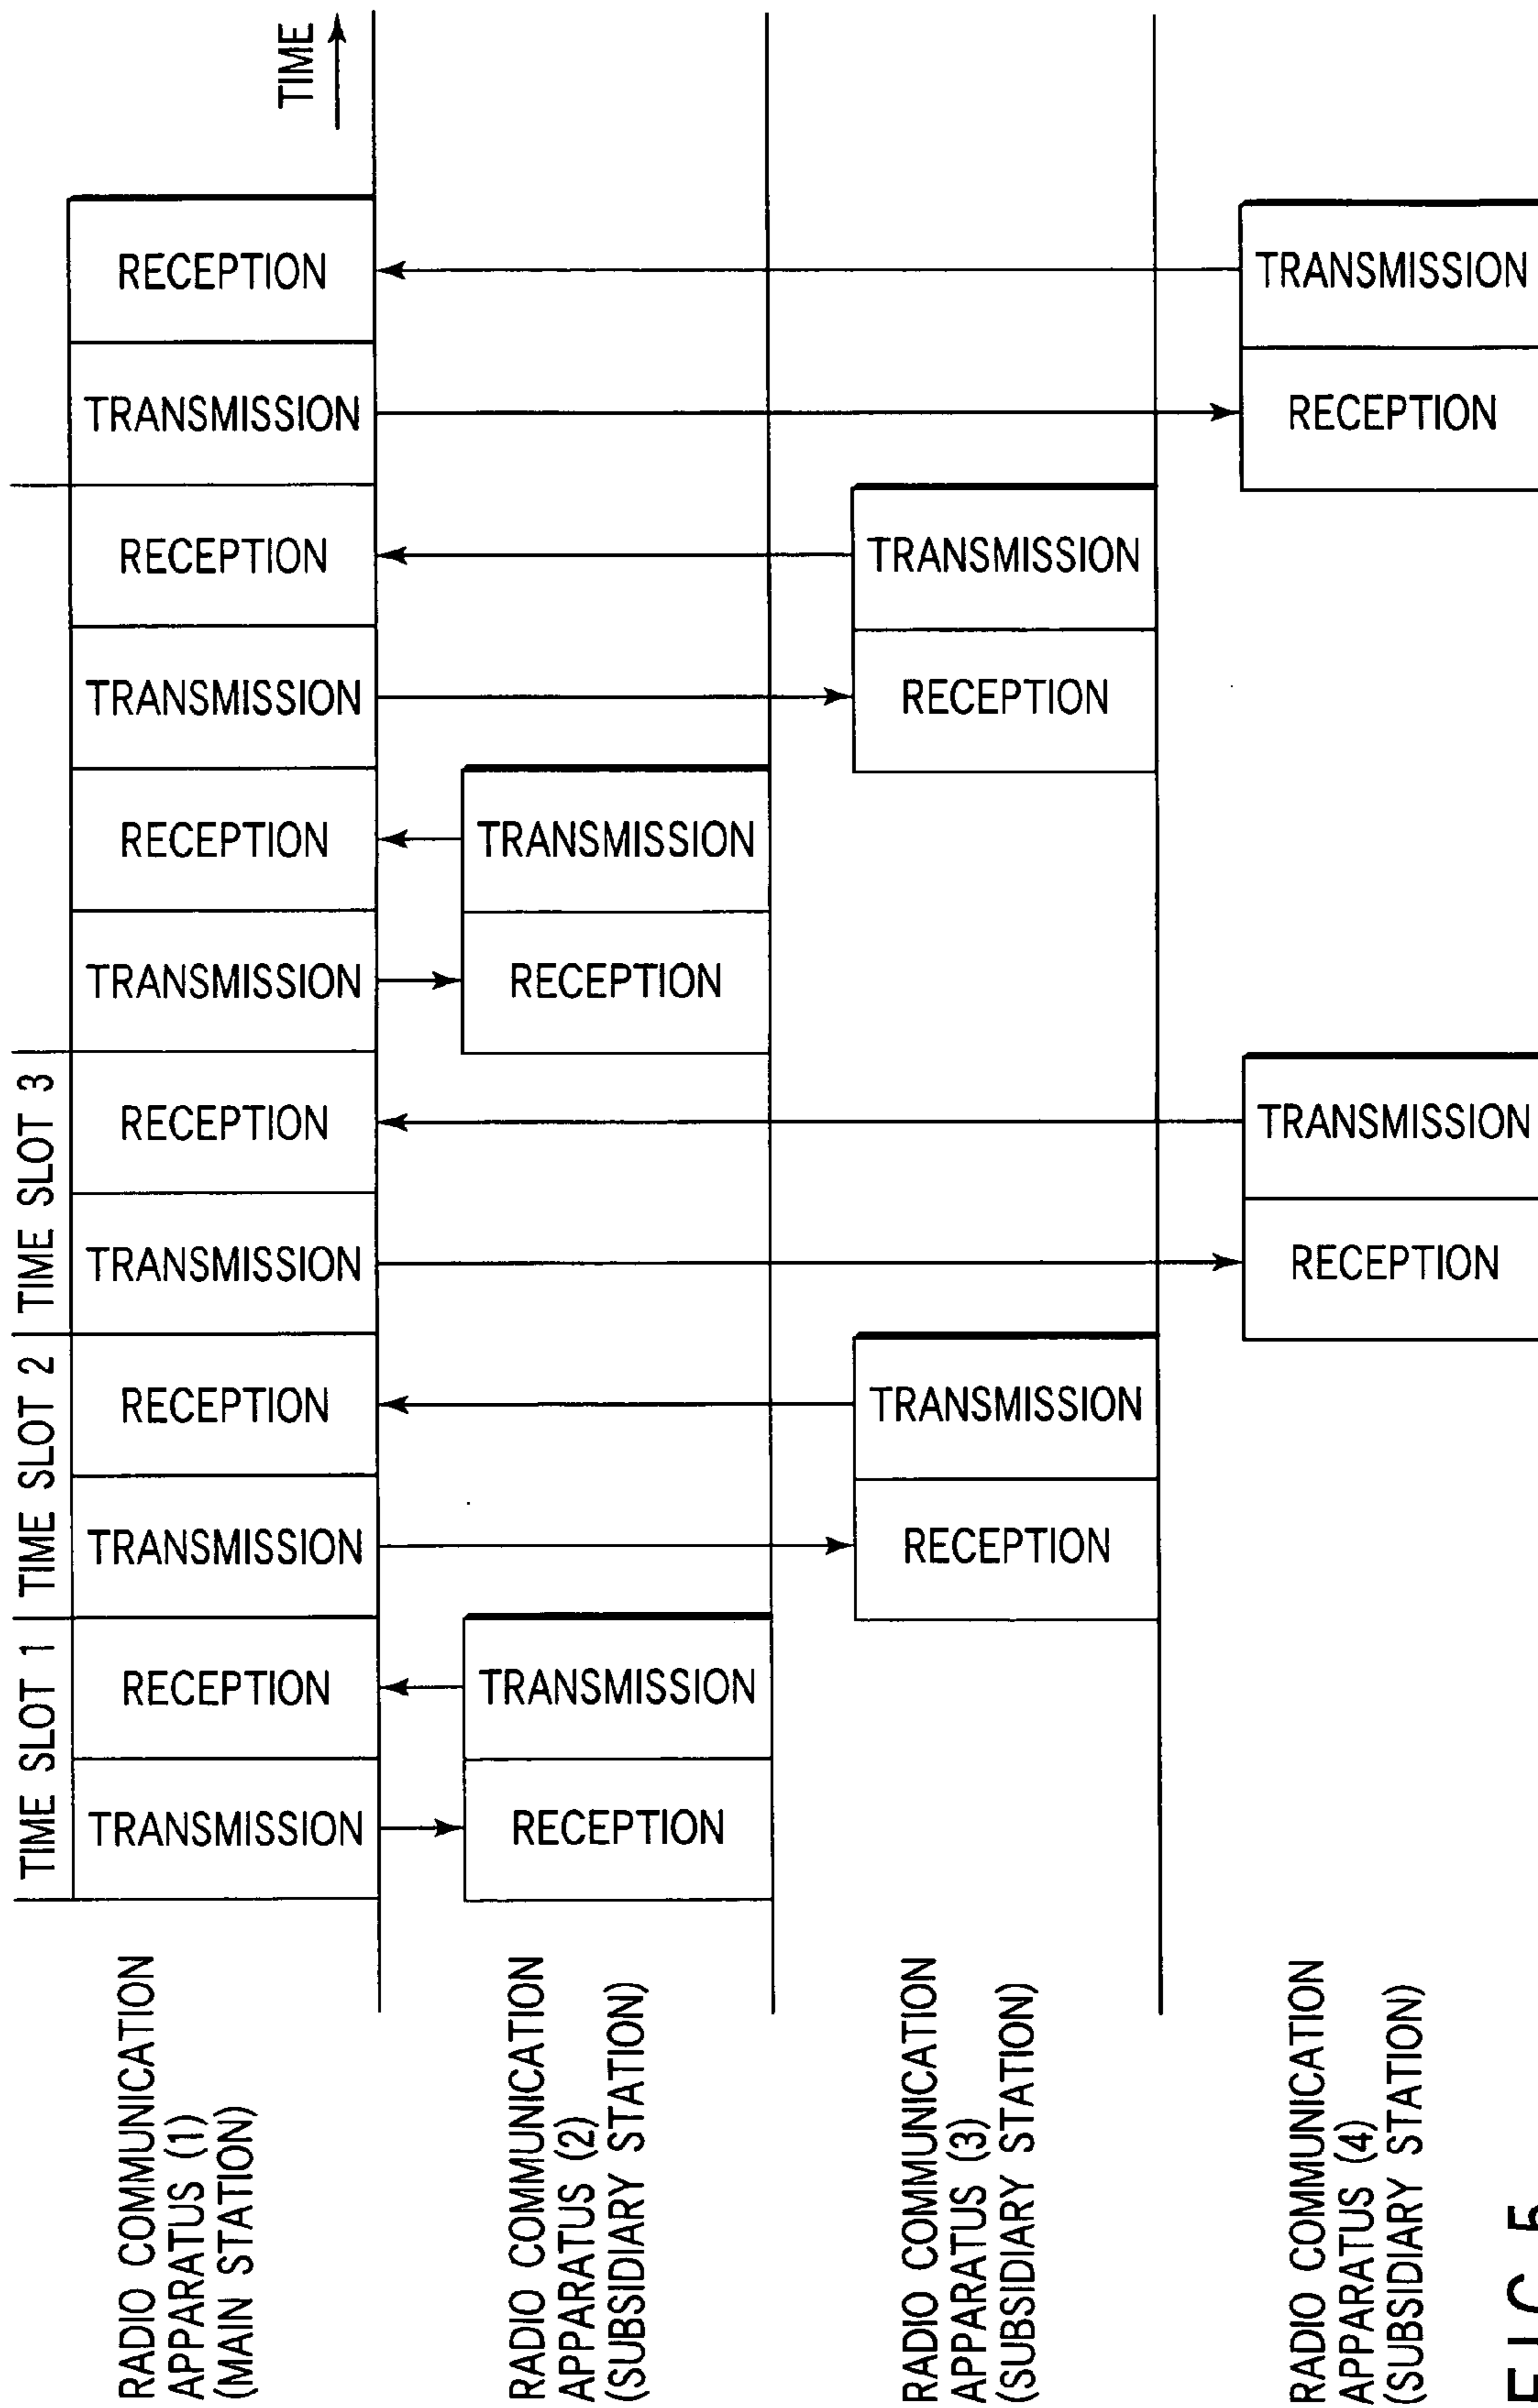 TIME SLOT 1 TIME SLOT 2 TIME SLOT 3
RADIO COMMUNICATION
APPARATUS (1)
(MAIN STATION)
TRANSMISSION RECEPTION TRANSMISSION RECEPTION TRANSMISSION RECEPTION TRANSMISSION RECEPTION TRANSMISSION RECEPTION TRANSMISSION RECEPTION
TIME
RADIO COMMUNICATION
APPARATUS (2)
(SUBSIDIARY STATION)
RECEPTION TRANSMISSION RECEPTION TRANSMISSION
RADIO COMMUNICATION
APPARATUS (3)
(SUBSIDIARY STATION)
RECEPTION TRANSMISSION RECEPTION TRANSMISSION
RADIO COMMUNICATION
APPARATUS (4)
(SUBSIDIARY STATION)
RECEPTION TRANSMISSION RECEPTION TRANSMISSION
FIG. 5